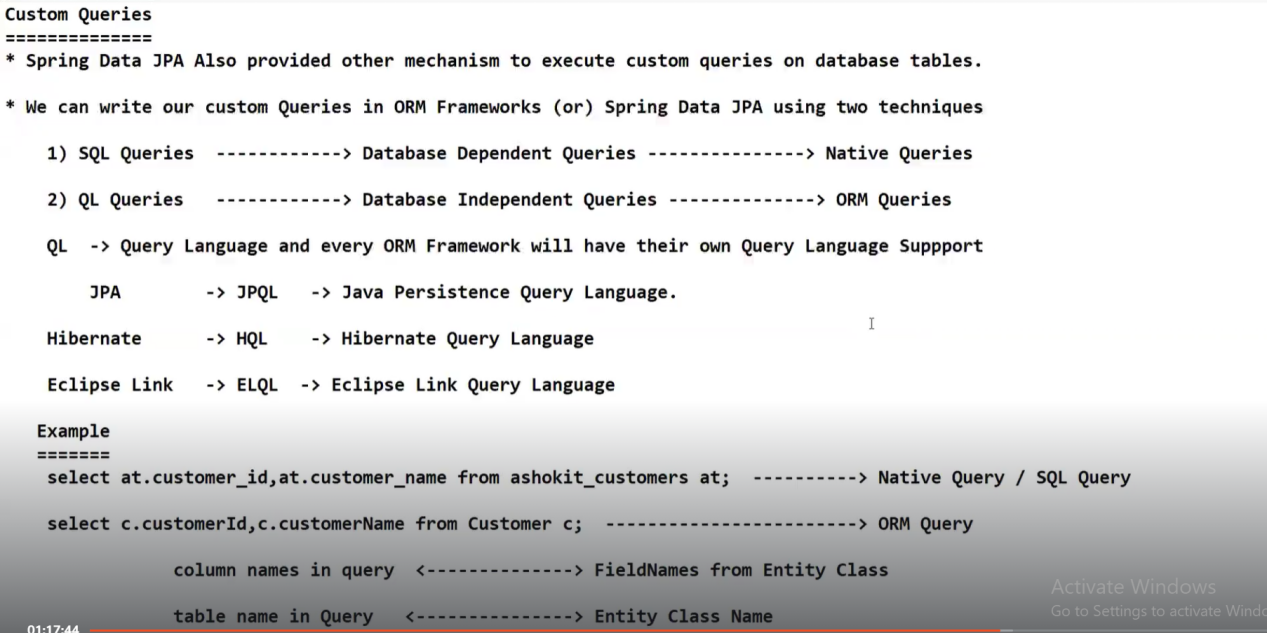 Custom Queries
==============
* Spring Data JPA Also provided other mechanism to execute custom queries on database tables.
* We can write our custom Queries in ORM Frameworks (or) Spring Data JPA using two techniques
1) SQL Queries ------------> Database Dependent Queries ---------------> Native Queries
2) QL Queries ------------> Database Independent Queries --------------> ORM Queries
QL -> Query Language and every ORM Framework will have their own Query Language Suppport
JPA -> JPQL -> Java Persistence Query Language.
Hibernate -> HQL -> Hibernate Query Language
Eclipse Link -> ELQL -> Eclipse Link Query Language
Example
=======
select at.customer_id,at.customer_name from ashokit_customers at; ----------> Native Query / SQL Query
select c.customerId,c.customerName from Customer c; ------------------------> ORM Query
column names in query <--------------> FieldNames from Entity Class
Activate Windows
Go to Settings to activate Windo
table name in Query <---------------> Entity Class Name
01:17:44